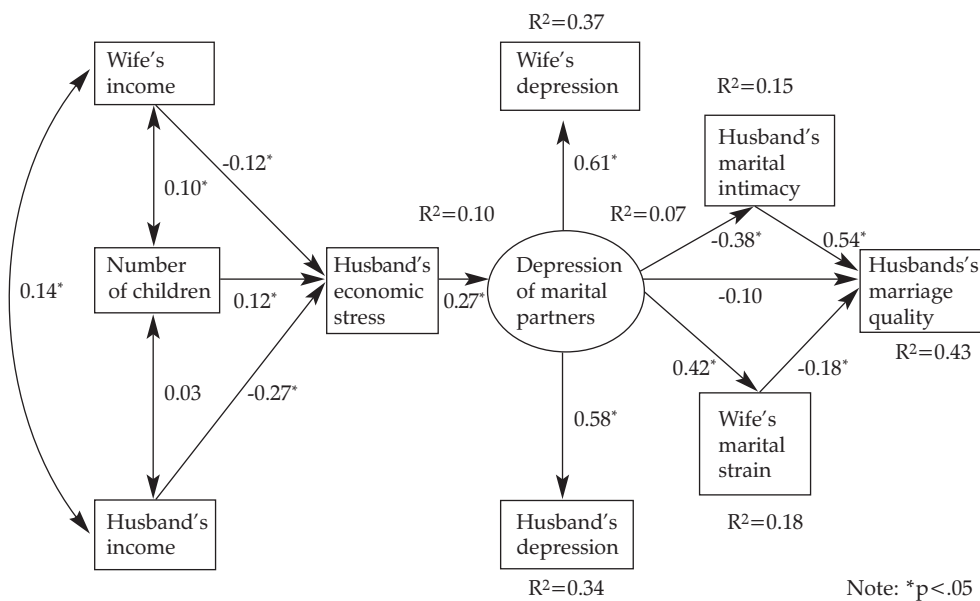 R²=0.37
Wife's
depression
Wife's
income
R²=0.15
Husband's
marital
intimacy
-0.12*
0.61*
0.10*
R²=0.10
R²=0.07
-0.38*
0.54*
Number
of children
0.12*
Husband's
economic
stress
0.27*
Depression
of marital
partners
-0.10
Husbands's
marriage
quality
R²=0.43
0.14*
0.03
-0.27*
0.42*
-0.18*
0.58*
Wife's
marital
strain
R²=0.18
Husband's
income
Husband's
depression
R²=0.34
Note: *p<.05